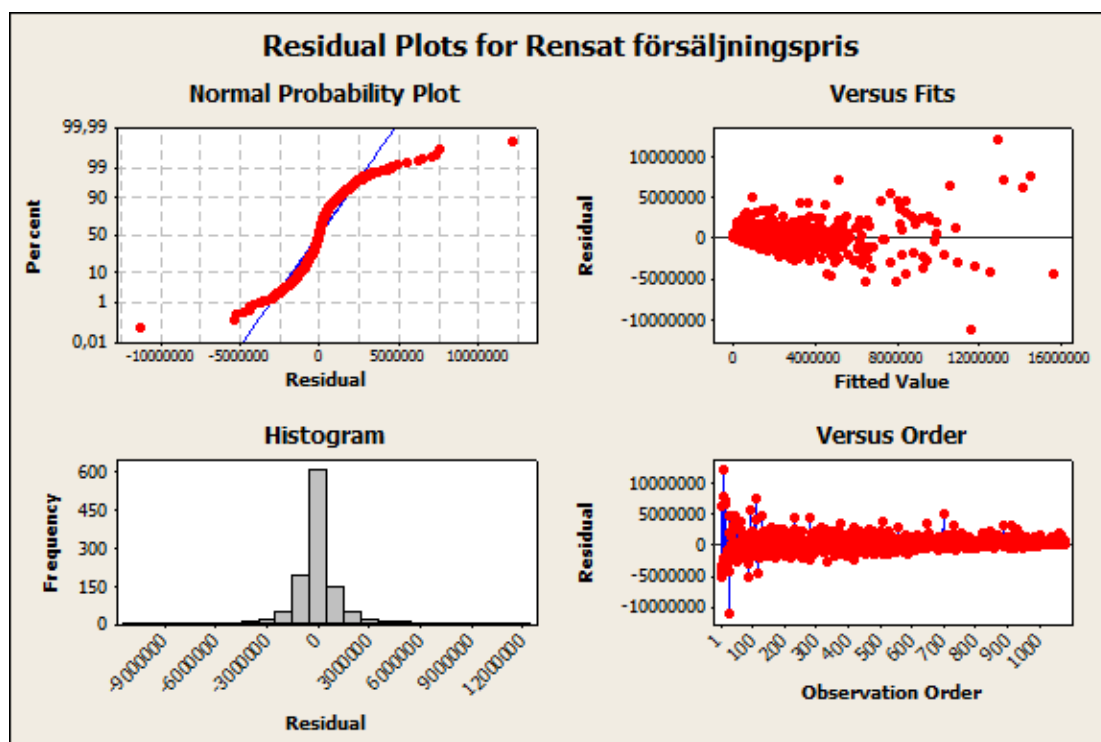 Residual Plots for Rensat försäljningspris
Normal Probability Plot
Percent
99,99
99
90
50
10
1
0,01
-10000000 -5000000 0 5000000 10000000
Residual
Versus Fits
Residual
10000000
5000000
0
-5000000
-10000000
0 4000000 8000000 12000000 16000000
Fitted Value
Histogram
Frequency
600
450
300
150
0
-9000000 -6000000 -3000000 0 3000000 6000000 9000000 12000000
Residual
Versus Order
Residual
10000000
5000000
0
-5000000
-10000000
1 100 200 300 400 500 600 700 800 900 1000
Observation Order